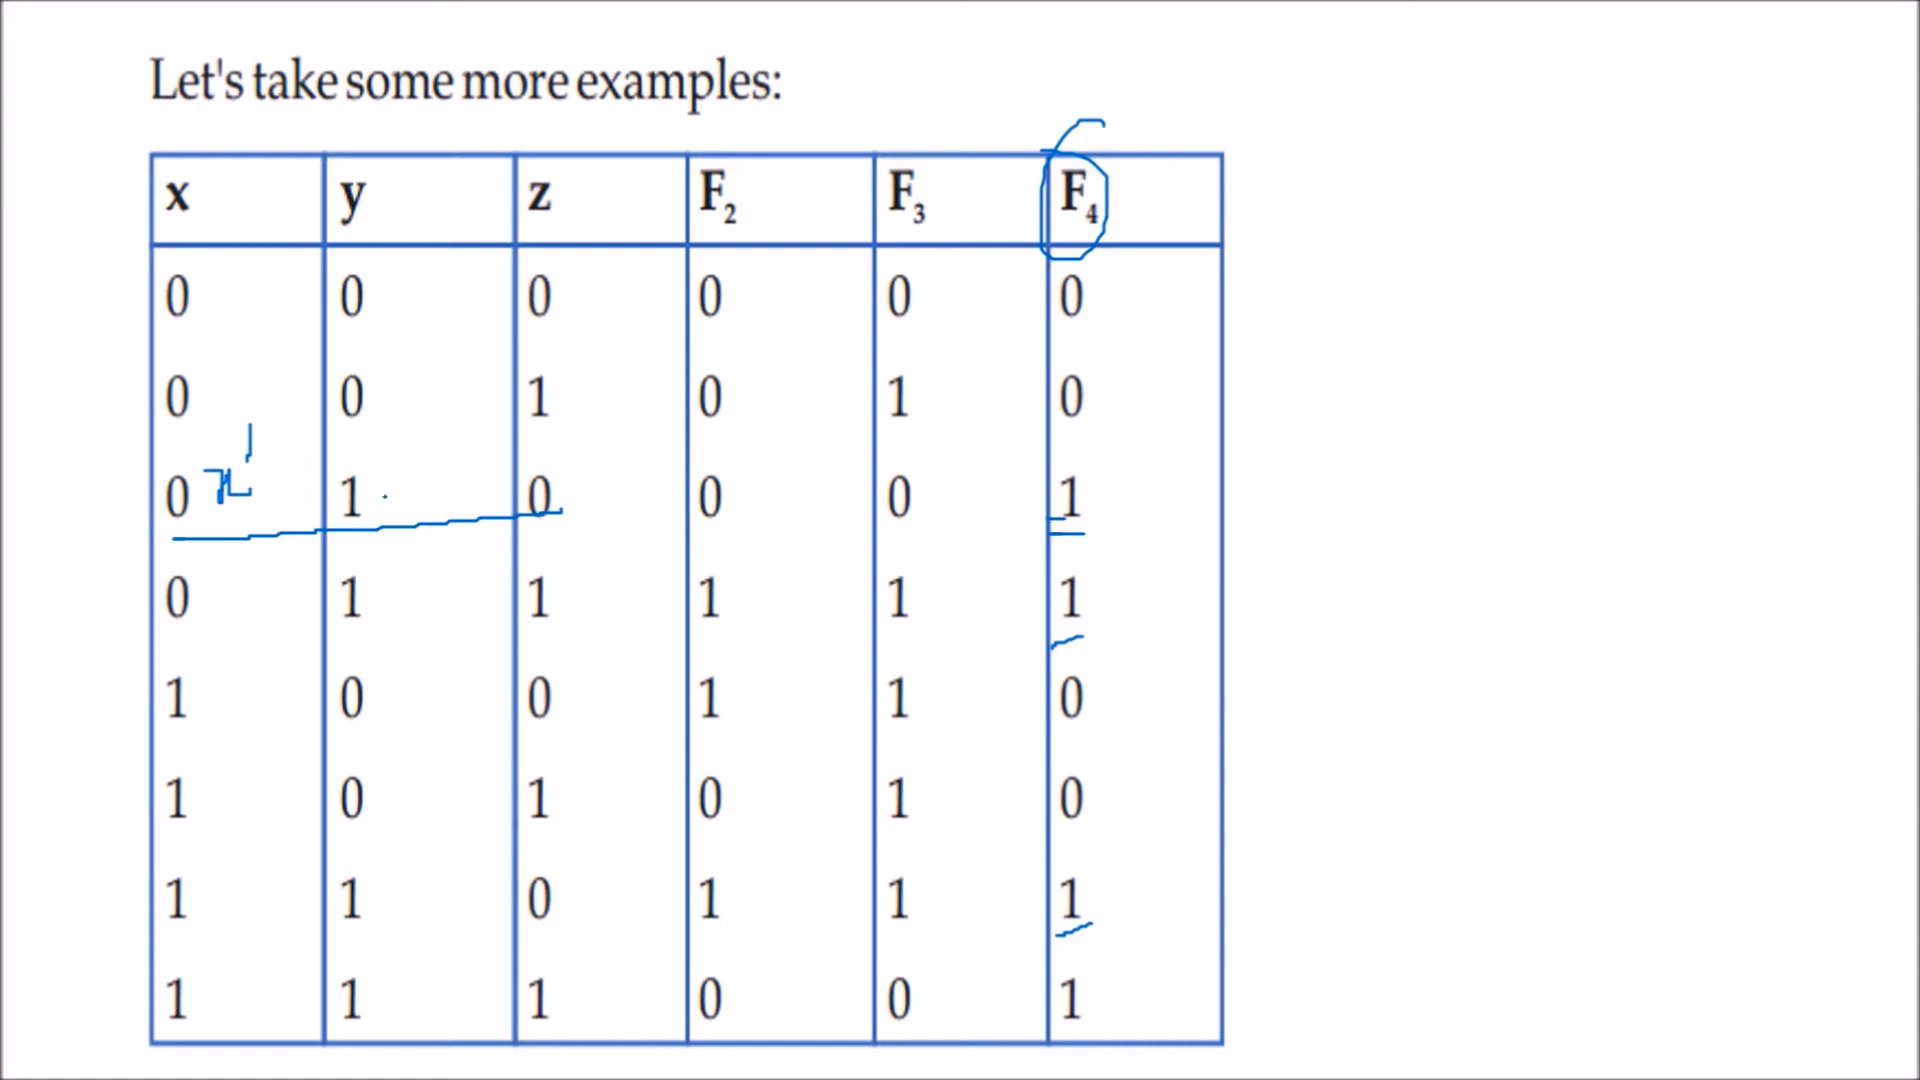 Let's take some more examples:
x y z F₂ F₃ F₄
0 0 0 0 0 0
0 0 1 0 1 0
0 x' 1 0 0 0 1
0 1 1 1 1 1
1 0 0 1 1 0
1 0 1 0 1 0
1 1 0 1 1 1
1 1 1 0 0 1